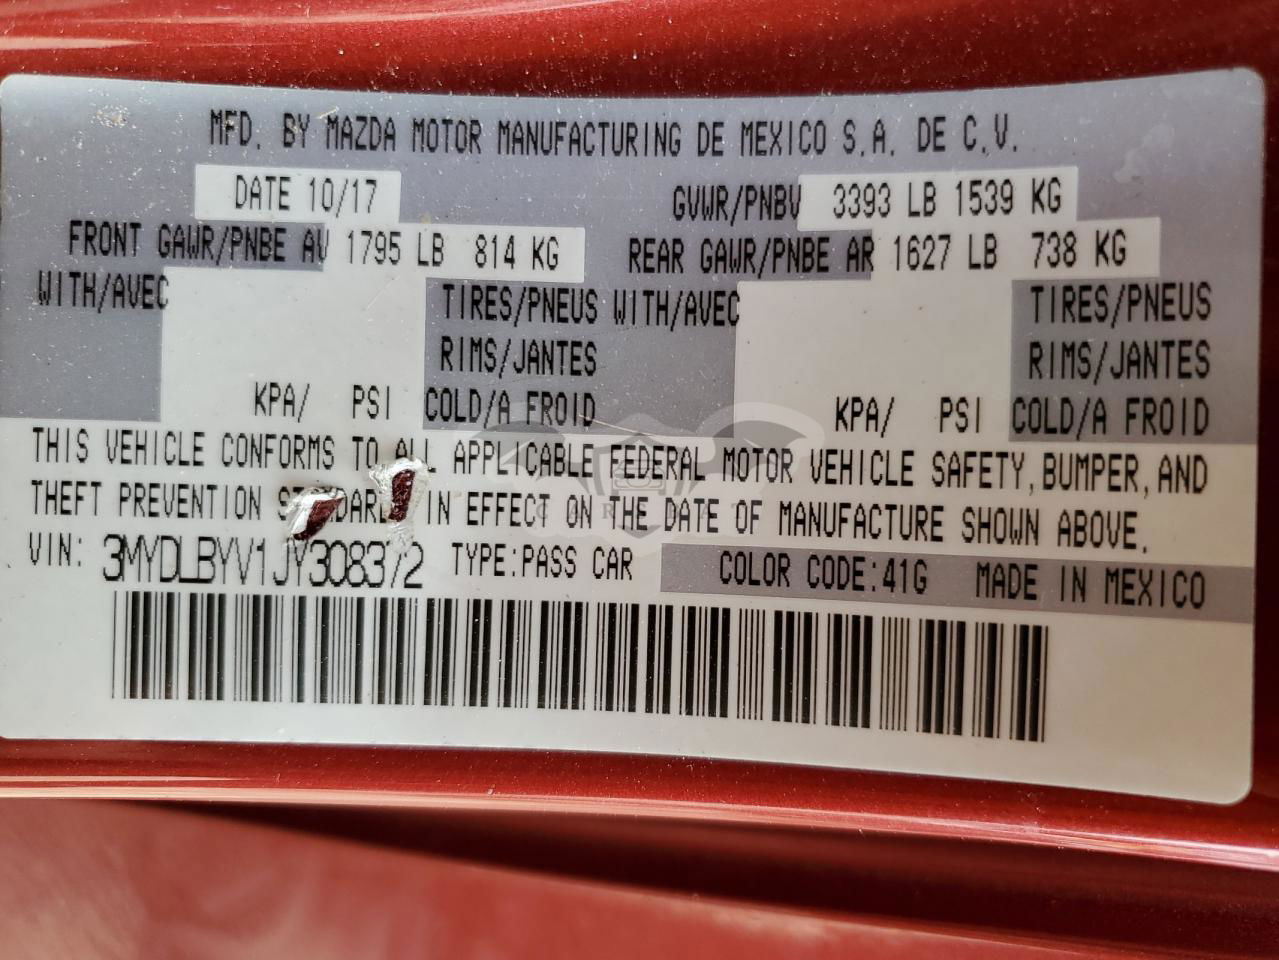 MFD. BY MAZDA MOTOR MANUFACTURING DE MEXICO S.A. DE C.V.
DATE 10/17 GVWR/PNBV 3393 LB 1539 KG
FRONT GAWR/PNBE AV 1795 LB 814 KG REAR GAWR/PNBE AR 1627 LB 738 KG
WITH/AVEC TIRES/PNEUS WITH/AVEC TIRES/PNEUS
RIMS/JANTES RIMS/JANTES
KPA/ PSI COLD/A FROID KPA/ PSI COLD/A FROID
THIS VEHICLE CONFORMS TO ALL APPLICABLE FEDERAL MOTOR VEHICLE SAFETY, BUMPER, AND
THEFT PREVENTION IN EFFECT ON THE DATE OF MANUFACTURE SHOWN ABOVE.
VIN: 3MYDLBYV1JY308372 TYPE:PASS CAR COLOR CODE:41G MADE IN MEXICO